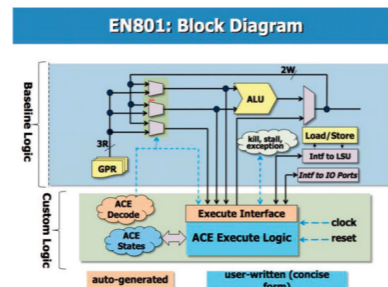 EN801: Block Diagram
2W
Baseline Logic
ALU
kill, stall,
exception
Load/Store
3R
Intf to LSU
GPR
Intf to IO Ports
Custom Logic
ACE
Decode
Execute Interface
clock
ACE
States
ACE Execute Logic
reset
auto-generated
user-written (concise
form)